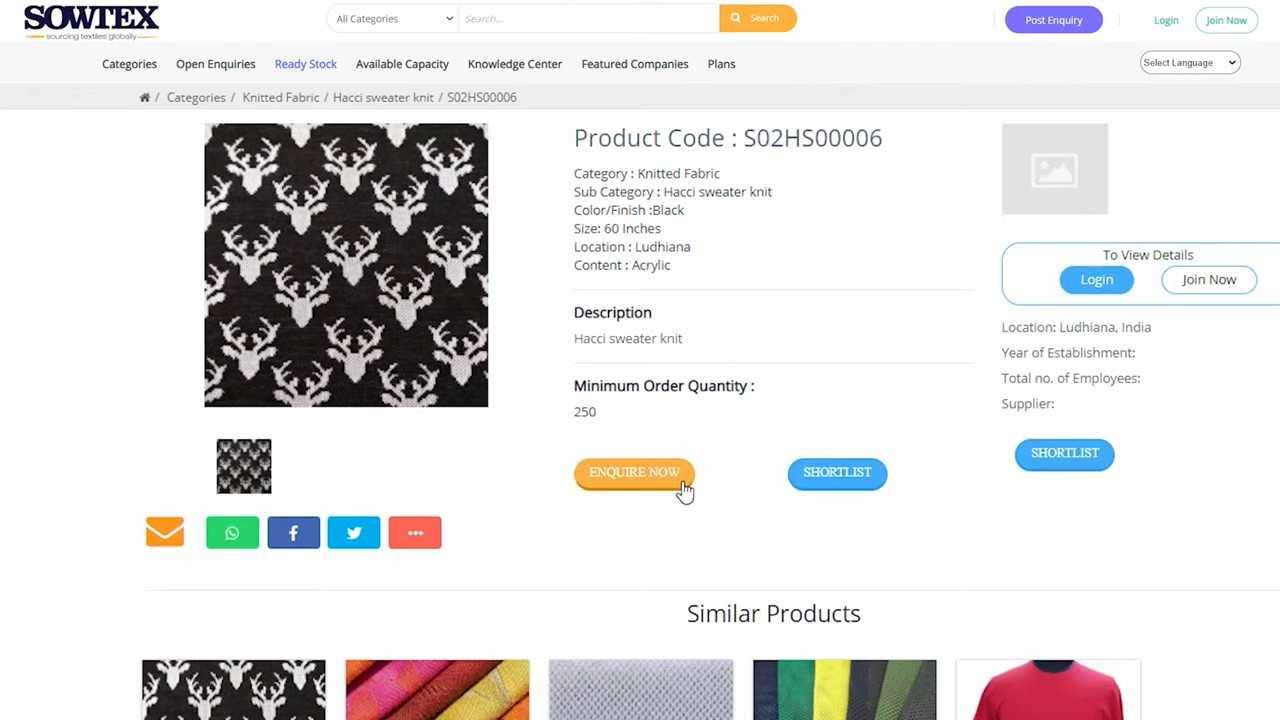 SOWTEX
sourcing textiles globally
All Categories
Search...
Search
Post Enquiry
Login
Join Now
Categories
Open Enquiries
Ready Stock
Available Capacity
Knowledge Center
Featured Companies
Plans
Select Language
/ Categories / Knitted Fabric / Hacci sweater knit / S02HS00006
Product Code : S02HS00006
Category : Knitted Fabric
Sub Category : Hacci sweater knit
Color/Finish :Black
Size: 60 Inches
Location : Ludhiana
Content : Acrylic
Description
Hacci sweater knit
Minimum Order Quantity :
250
ENQUIRE NOW
SHORTLIST
To View Details
Login
Join Now
Location: Ludhiana, India
Year of Establishment:
Total no. of Employees:
Supplier:
SHORTLIST
Similar Products